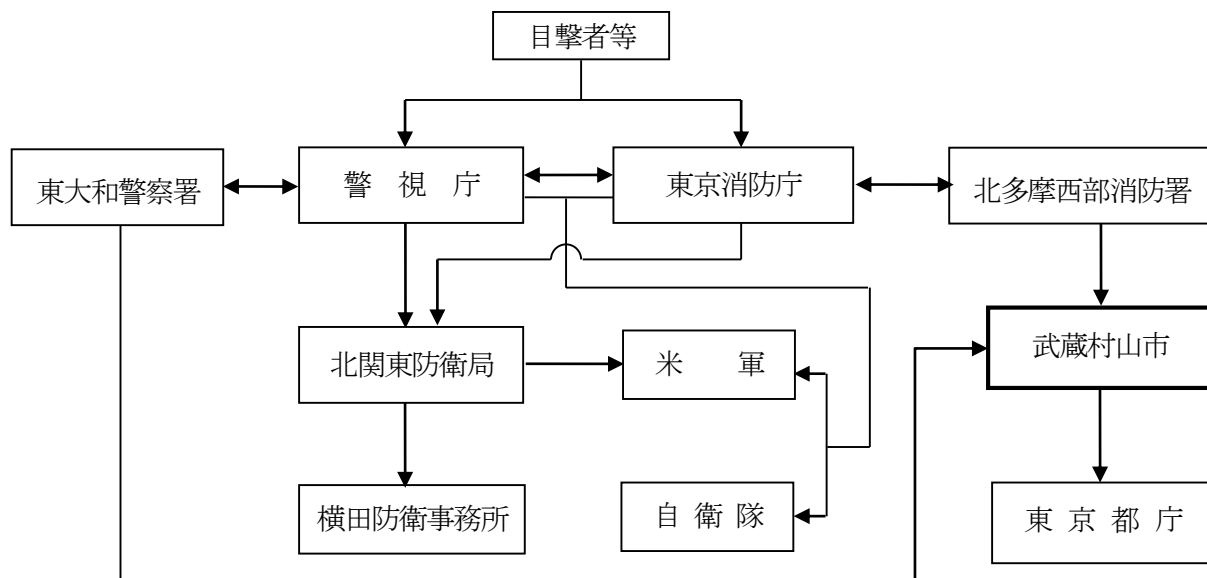 目撃者等
東大和警察署
警視庁
東京消防庁
北多摩西部消防署
北関東防衛局
米軍
武蔵村山市
横田防衛事務所
自衛隊
東京都庁